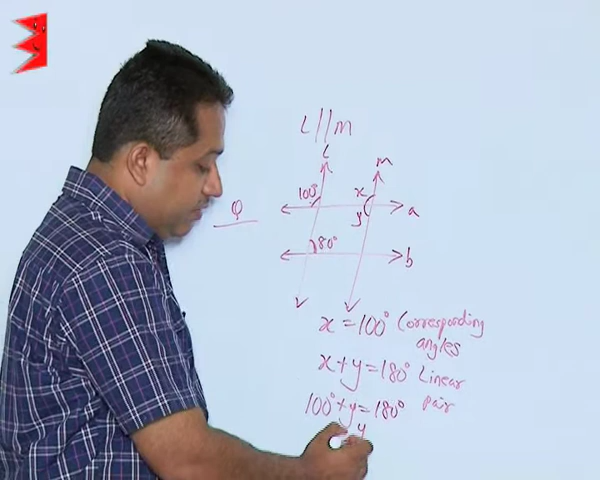 L//M
L
m
100°
x
Q
y
a
80°
b
x = 100° Corresponding
angles
x + y = 180° Linear
pair
100° + y = 180°
y